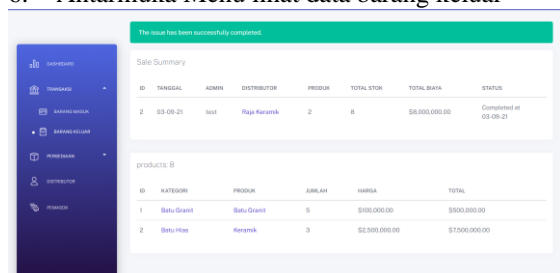 6. Antarmuka Menu lihat data barang keluar
The issue has been successfully completed.
DASHBOARD
TRANSAKSI
BARANG MASUK
BARANG KELUAR
PERSEDIAAN
DISTRIBUTOR
PEMASOK
Sale Summary
ID TANGGAL ADMIN DISTRIBUTOR PRODUK TOTAL STOK TOTAL BIAYA STATUS
2 03-09-21 test Raja Keramik 2 8 $8,000,000.00 Completed at 03-09-21
products: 8
ID KATEGORI PRODUK JUMLAH HARGA TOTAL
1 Batu Granit Batu Granit 5 $100,000.00 $500,000.00
2 Batu Hias Keramik 3 $2,500,000.00 $7,500,000.00